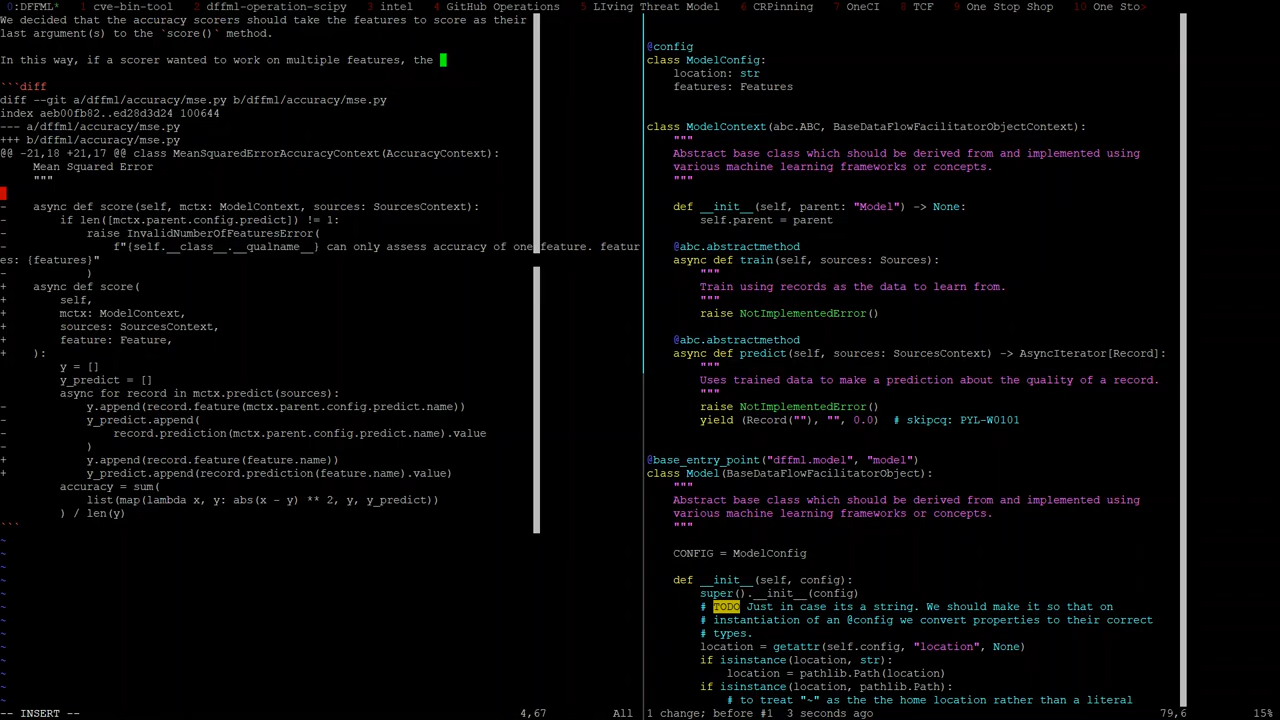 0:DFFML* 1 cve-bin-tool 2 dffml-operation-scipy 3 intel 4 GitHub Operations 5 LIving Threat Model 6 CRPinning 7 OneCI 8 TCF 9 One Stop Shop 10 One Sto>
We decided that the accuracy scorers should take the features to score as their
last argument(s) to the `score()` method.
In this way, if a scorer wanted to work on multiple features, the
```diff
diff --git a/dffml/accuracy/mse.py b/dffml/accuracy/mse.py
index aeb00fb82..ed28d3d24 100644
--- a/dffml/accuracy/mse.py
+++ b/dffml/accuracy/mse.py
@@ -21,18 +21,17 @@ class MeanSquaredErrorAccuracyContext(AccuracyContext):
     Mean Squared Error
     """
-    async def score(self, mctx: ModelContext, sources: SourcesContext):
-        if len([mctx.parent.config.predict]) != 1:
-            raise InvalidNumberOfFeaturesError(
-                f"{self.__class__.__qualname__} can only assess accuracy of one feature. featur
es: {features}"
-            )
+    async def score(
+        self,
+        mctx: ModelContext,
+        sources: SourcesContext,
+        feature: Feature,
+    ):
         y = []
         y_predict = []
         async for record in mctx.predict(sources):
-            y.append(record.feature(mctx.parent.config.predict.name))
-            y_predict.append(
-                record.prediction(mctx.parent.config.predict.name).value
-            )
+            y.append(record.feature(feature.name))
+            y_predict.append(record.prediction(feature.name).value)
         accuracy = sum(
             list(map(lambda x, y: abs(x - y) ** 2, y, y_predict))
         ) / len(y)
```
~
~
~
~
~
~
~
~
~
~
~
~
~
-- INSERT --
4,67
All
@config
class ModelConfig:
    location: str
    features: Features
class ModelContext(abc.ABC, BaseDataFlowFacilitatorObjectContext):
    """
    Abstract base class which should be derived from and implemented using
    various machine learning frameworks or concepts.
    """
    def __init__(self, parent: "Model") -> None:
        self.parent = parent
    @abc.abstractmethod
    async def train(self, sources: Sources):
        """
        Train using records as the data to learn from.
        """
        raise NotImplementedError()
    @abc.abstractmethod
    async def predict(self, sources: SourcesContext) -> AsyncIterator[Record]:
        """
        Uses trained data to make a prediction about the quality of a record.
        """
        raise NotImplementedError()
        yield (Record(""), "", 0.0)  # skipcq: PYL-W0101
@base_entry_point("dffml.model", "model")
class Model(BaseDataFlowFacilitatorObject):
    """
    Abstract base class which should be derived from and implemented using
    various machine learning frameworks or concepts.
    """
    CONFIG = ModelConfig
    def __init__(self, config):
        super().__init__(config)
        # TODO Just in case its a string. We should make it so that on
        # instantiation of an @config we convert properties to their correct
        # types.
        location = getattr(self.config, "location", None)
        if isinstance(location, str):
            location = pathlib.Path(location)
        if isinstance(location, pathlib.Path):
            # to treat "~" as the the home location rather than a literal
1 change; before #1  3 seconds ago
79,6
15%